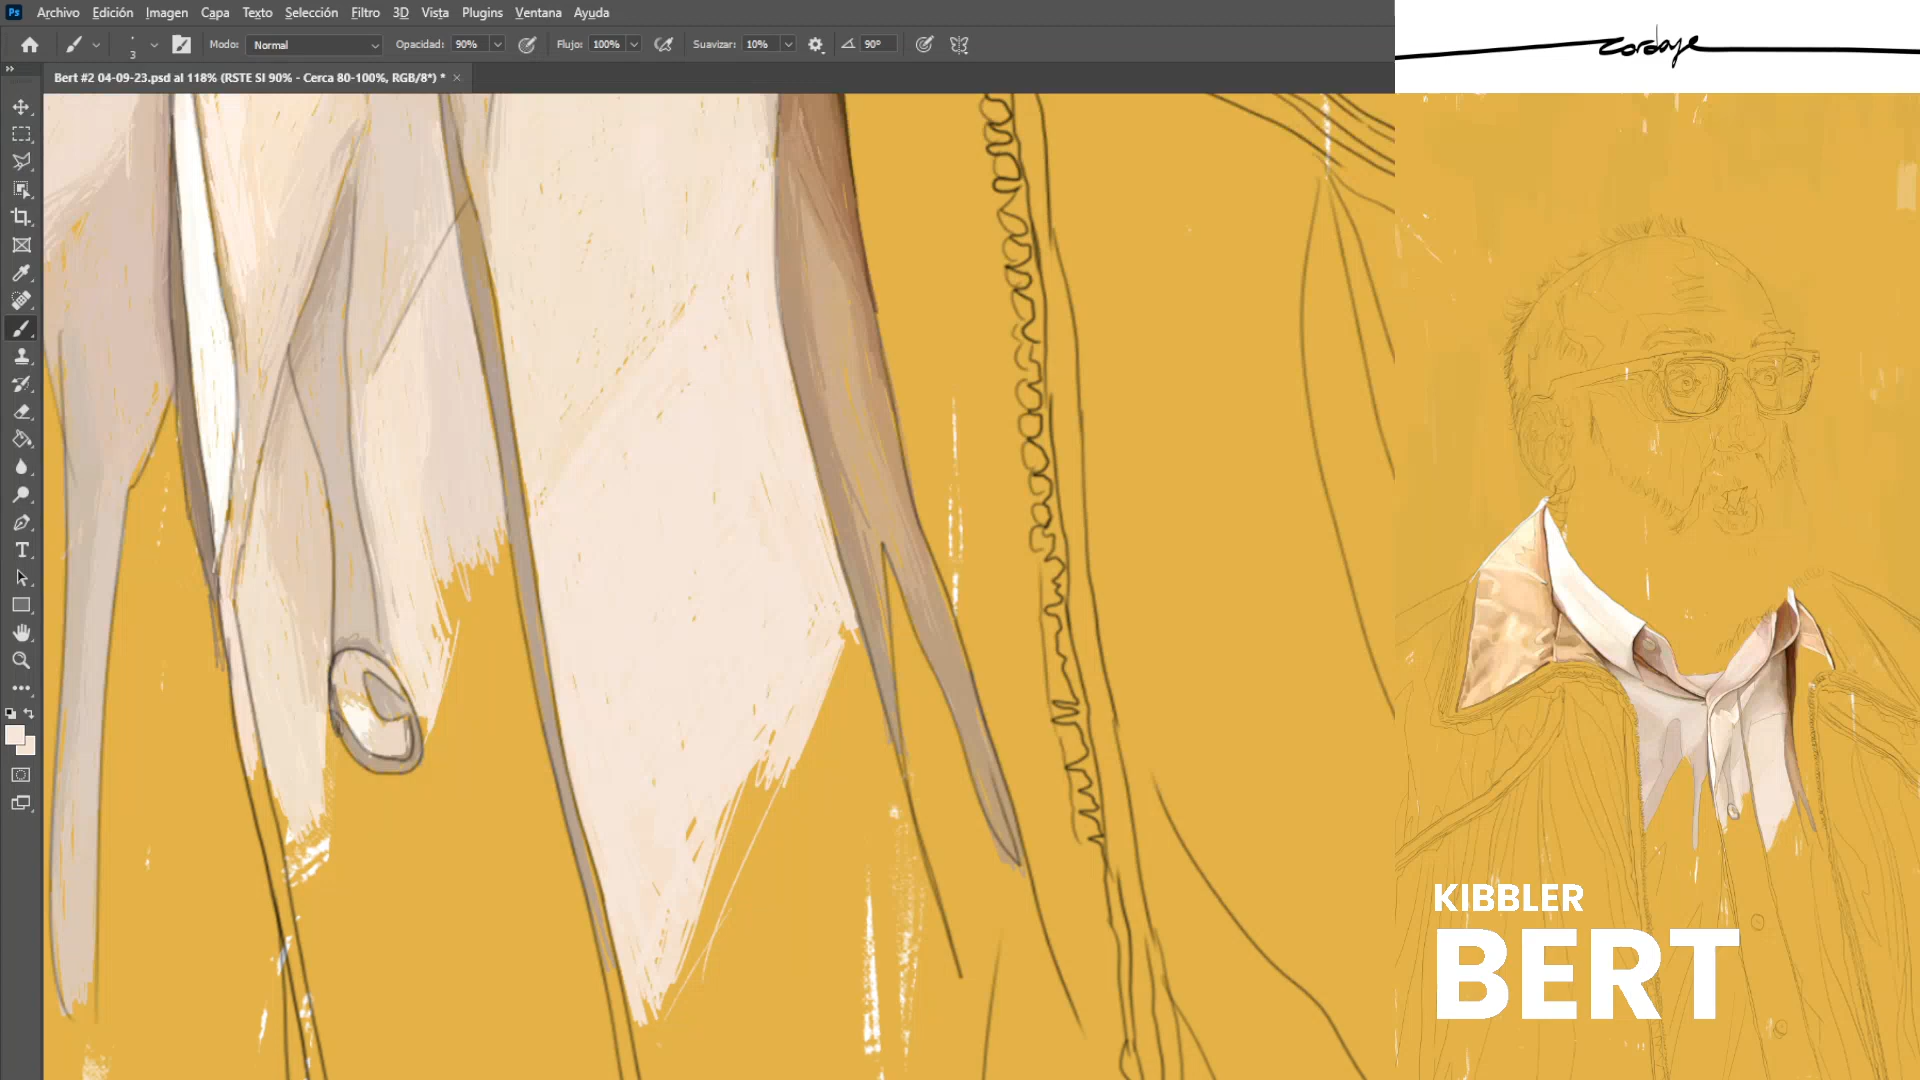 Ps Archivo Edición Imagen Capa Texto Selección Filtro 3D Vista Plugins Ventana Ayuda
3 Modo: Normal Opacidad: 90% Flujo: 100% Suavizar: 10% 90°
Bert #2 04-09-23.psd al 118% (RSTE SI 90% - Cerca 80-100%, RGB/8*) *
T
KIBBLER
BERT